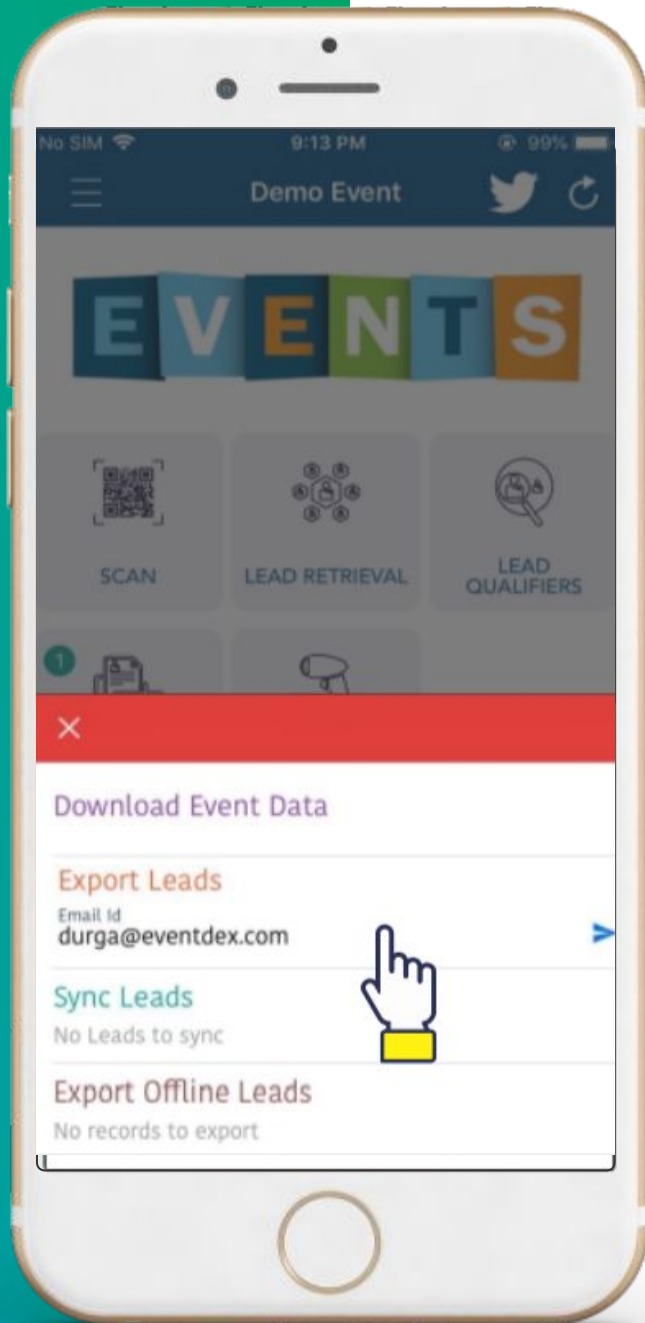 No SIM 9:13 PM 99%
Demo Event
EVENTS
SCAN
LEAD RETRIEVAL
LEAD
QUALIFIERS
1
Download Event Data
Export Leads
Email Id
durga@eventdex.com
Sync Leads
No Leads to sync
Export Offline Leads
No records to export